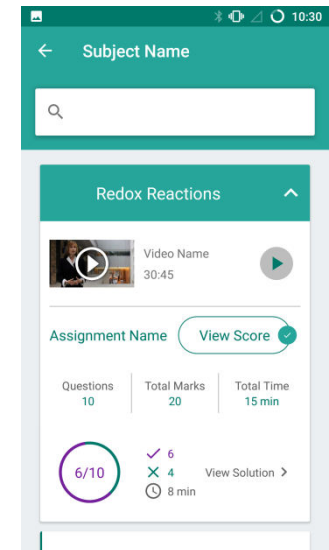 10:30
Subject Name
Redox Reactions
Video Name
30:45
Assignment Name View Score
Questions Total Marks Total Time
10 20 15 min
6/10
6
4 View Solution >
8 min